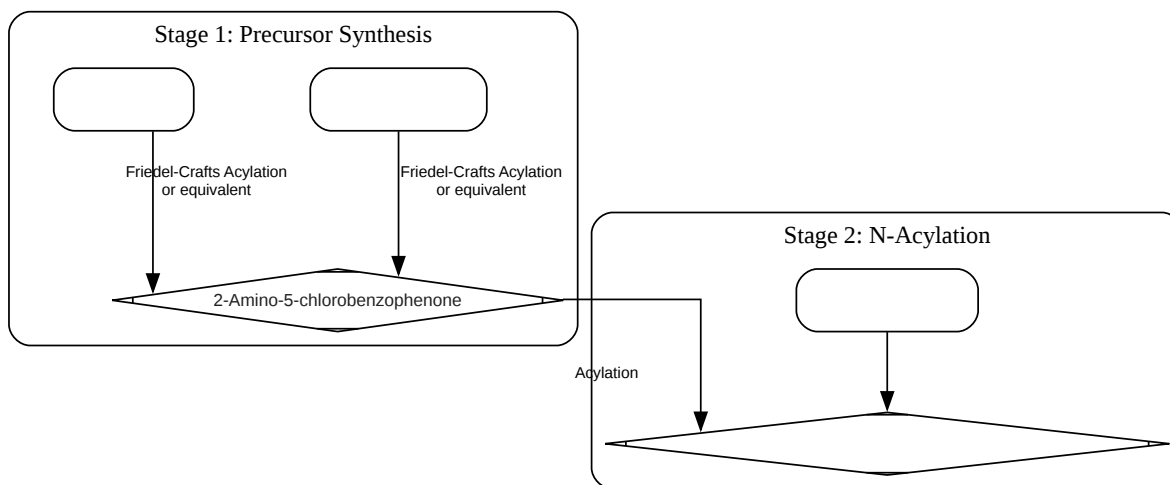 Stage 1: Precursor Synthesis
Friedel-Crafts Acylation
or equivalent
Friedel-Crafts Acylation
or equivalent
2-Amino-5-chlorobenzophenone
Stage 2: N-Acylation
Acylation